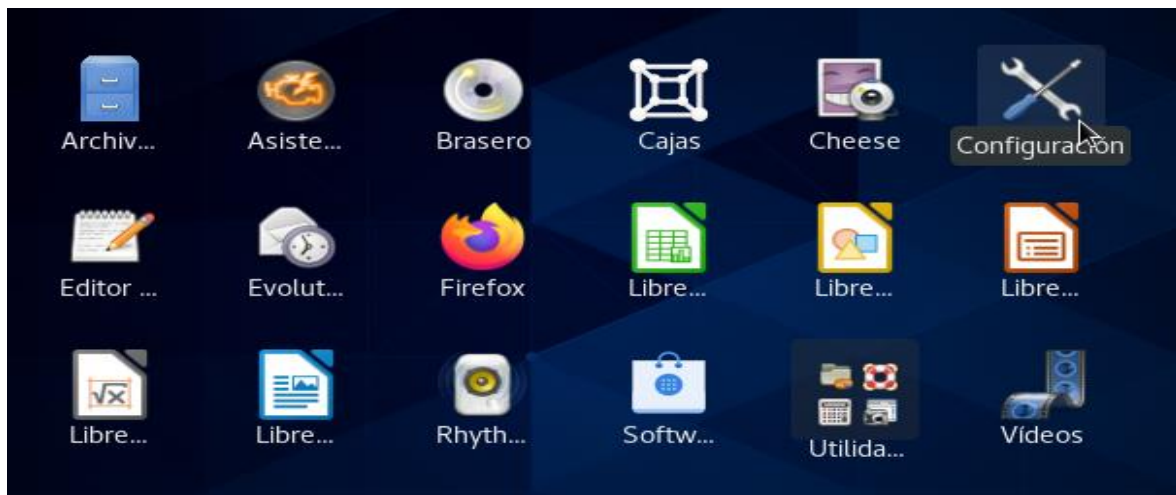 Archiv...
Asiste...
Brasero
Cajas
Cheese
Configuración
Editor ...
Evolut...
Firefox
Libre...
Libre...
Libre...
Libre...
Libre...
Rhyth...
Softw...
Utilida...
Vídeos